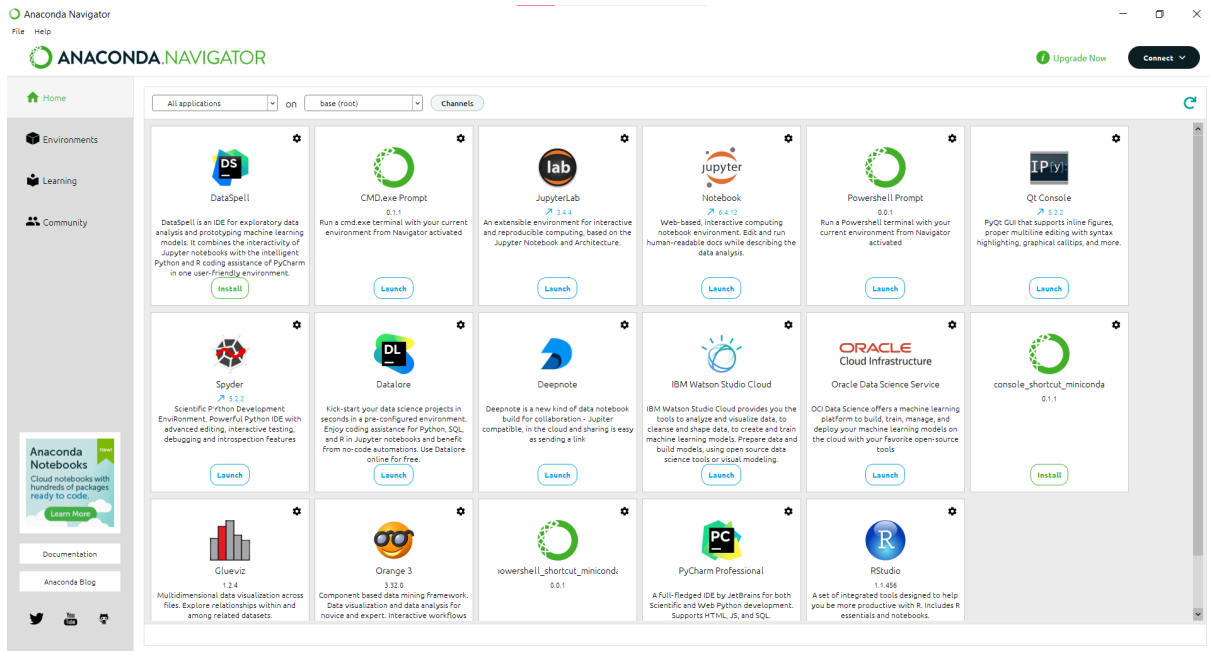 Anaconda Navigator
File Help
ANACONDA.NAVIGATOR
Upgrade Now
Connect
Home
Environments
Learning
Community
All applications on base (root) Channels
DS
DataSpell
DataSpell is an IDE for exploratory data
analysis and prototyping machine learning
models. It combines the interactivity of
Jupyter notebooks with the intelligent
Python and R coding assistance of PyCharm
in one user-friendly environment.
Install
CMD.exe Prompt
0.1.1
Run a cmd.exe terminal with your current
environment from Navigator activated
Launch
lab
JupyterLab
3.4.4
An extensible environment for interactive
and reproducible computing, based on the
Jupyter Notebook and Architecture.
Launch
jupyter
Notebook
6.4.12
Web-based, interactive computing
notebook environment. Edit and run
human-readable docs while describing the
data analysis.
Launch
Powershell Prompt
0.0.1
Run a Powershell terminal with your
current environment from Navigator
activated
Launch
IP[y]:
Qt Console
5.2.2
PyQt GUI that supports inline figures,
proper multiline editing with syntax
highlighting, graphical calltips, and more.
Launch
Spyder
5.2.2
Scientific PYthon Development
EnviRonment. Powerful Python IDE with
advanced editing, interactive testing,
debugging and introspection features
Launch
DL
Datalore
Kick-start your data science projects in
seconds in a pre-configured environment.
Enjoy coding assistance for Python, SQL,
and R in Jupyter notebooks and benefit
from no-code automations. Use Datalore
online for free.
Launch
Deepnote
Deepnote is a new kind of data notebook
build for collaboration - Jupiter
compatible, in the cloud and sharing is easy
as sending a link
Launch
IBM Watson Studio Cloud
IBM Watson Studio Cloud provides you the
tools to analyze and visualize data, to
cleanse and shape data, to create and train
machine learning models. Prepare data and
build models, using open source data
science tools or visual modeling.
Launch
ORACLE
Cloud Infrastructure
Oracle Data Science Service
OCI Data Science offers a machine learning
platform to build, train, manage, and
deploy your machine learning models on
the cloud with your favorite open-source
tools
Launch
console_shortcut_miniconda
0.1.1
Install
Glueviz
1.2.4
Multidimensional data visualization across
files. Explore relationships within and
among related datasets.
Orange 3
3.32.0
Component based data mining framework.
Data visualization and data analysis for
novice and expert. Interactive workflows
powershell_shortcut_miniconda
0.0.1
PC
PyCharm Professional
A full-fledged IDE by JetBrains for both
Scientific and Web Python development.
Supports HTML, JS, and SQL.
R
RStudio
1.1.456
A set of integrated tools designed to help
you be more productive with R. Includes R
essentials and notebooks.
Anaconda
Notebooks
New!
Cloud notebooks with
hundreds of packages
ready to code.
Learn More
Documentation
Anaconda Blog
You
Tube